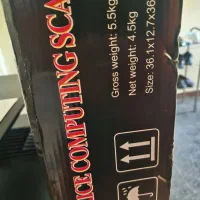 ICE COMPUTING SCA
Gross weight: 5.5kg
Net weight: 4.5kg
Size: 36.1x12.7x36